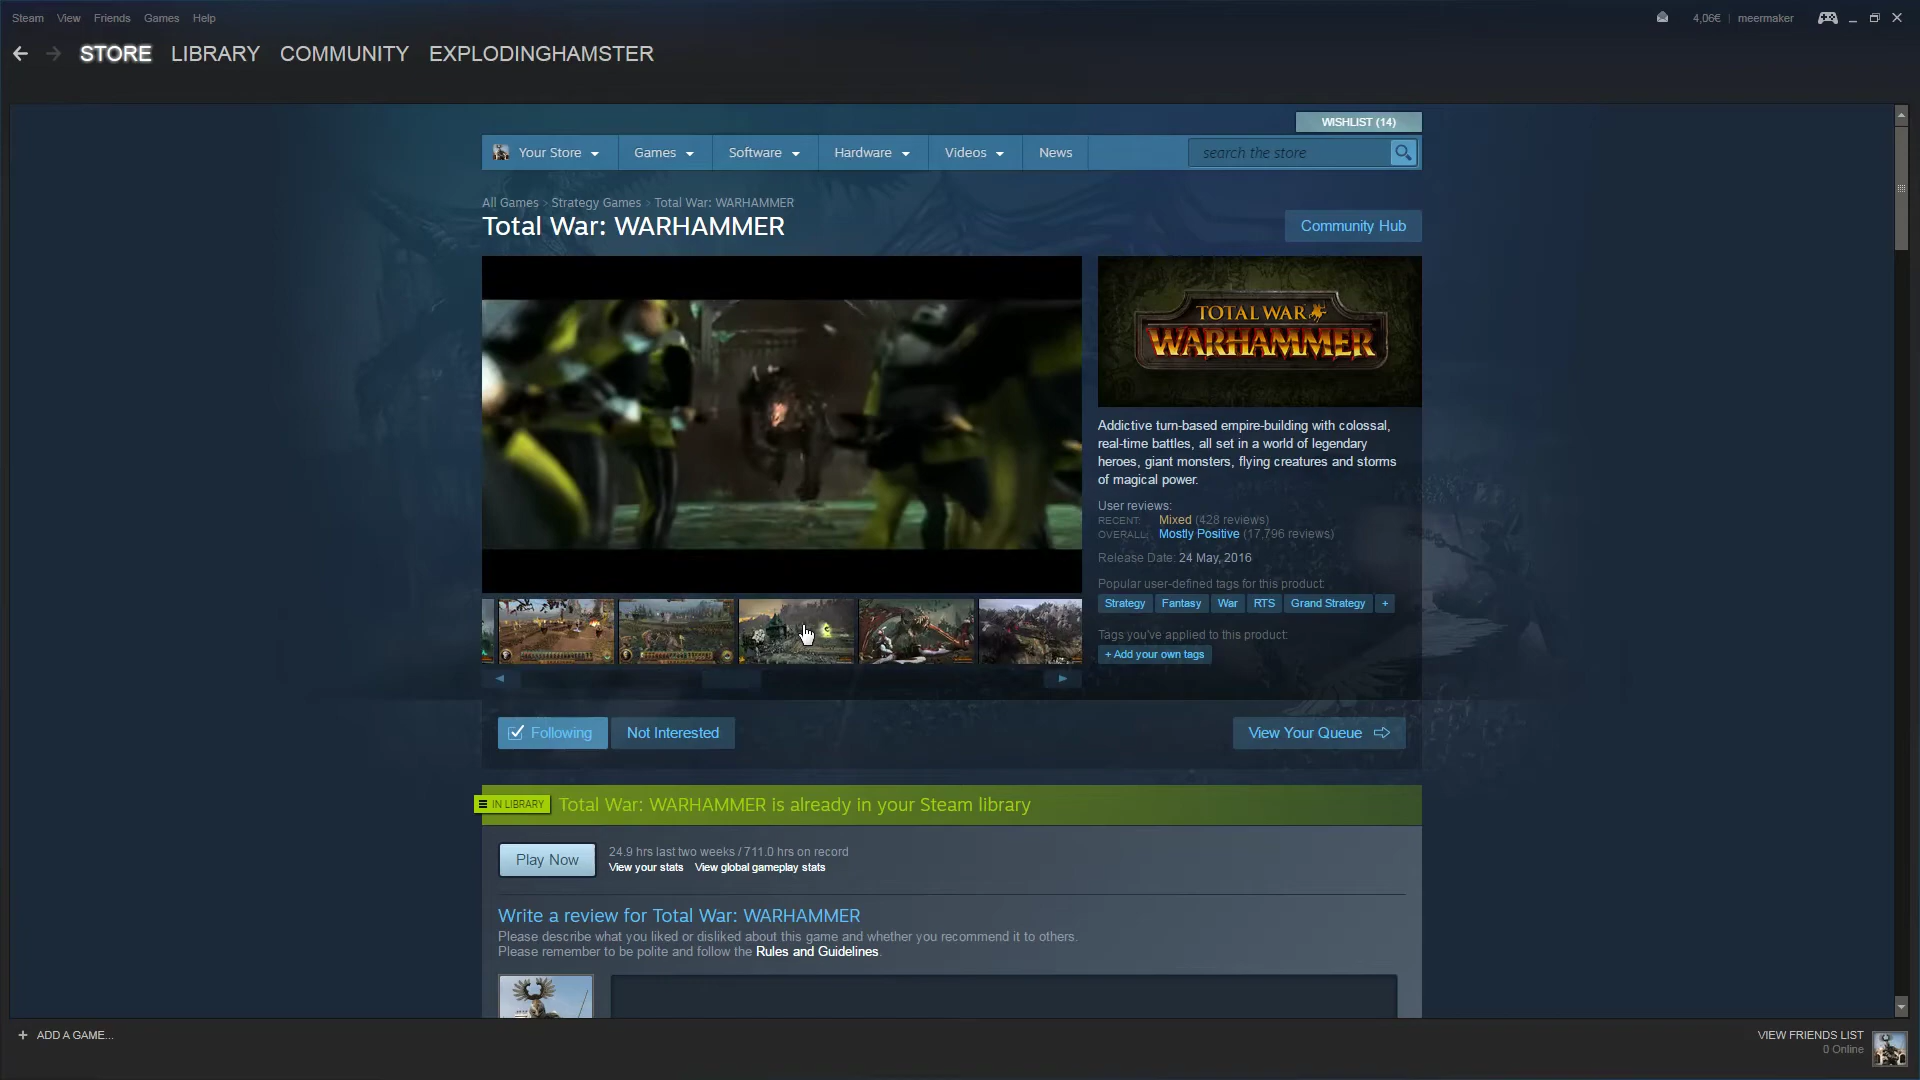 Steam View Friends Games Help
4,06€ | meermaker
STORE LIBRARY COMMUNITY EXPLODINGHAMSTER
WISHLIST (14)
Your Store Games Software Hardware Videos News
search the store
All Games > Strategy Games > Total War: WARHAMMER
Total War: WARHAMMER
Community Hub
TOTAL WAR
WARHAMMER
Addictive turn-based empire-building with colossal,
real-time battles, all set in a world of legendary
heroes, giant monsters, flying creatures and storms
of magical power.
User reviews:
RECENT: Mixed (428 reviews)
OVERALL: Mostly Positive (17,796 reviews)
Release Date: 24 May, 2016
Popular user-defined tags for this product:
Strategy Fantasy War RTS Grand Strategy +
Tags you've applied to this product:
+ Add your own tags
Following Not Interested
View Your Queue
IN LIBRARY Total War: WARHAMMER is already in your Steam library
Play Now
24.9 hrs last two weeks / 711.0 hrs on record
View your stats View global gameplay stats
Write a review for Total War: WARHAMMER
Please describe what you liked or disliked about this game and whether you recommend it to others.
Please remember to be polite and follow the Rules and Guidelines.
+ ADD A GAME...
VIEW FRIENDS LIST
0 Online